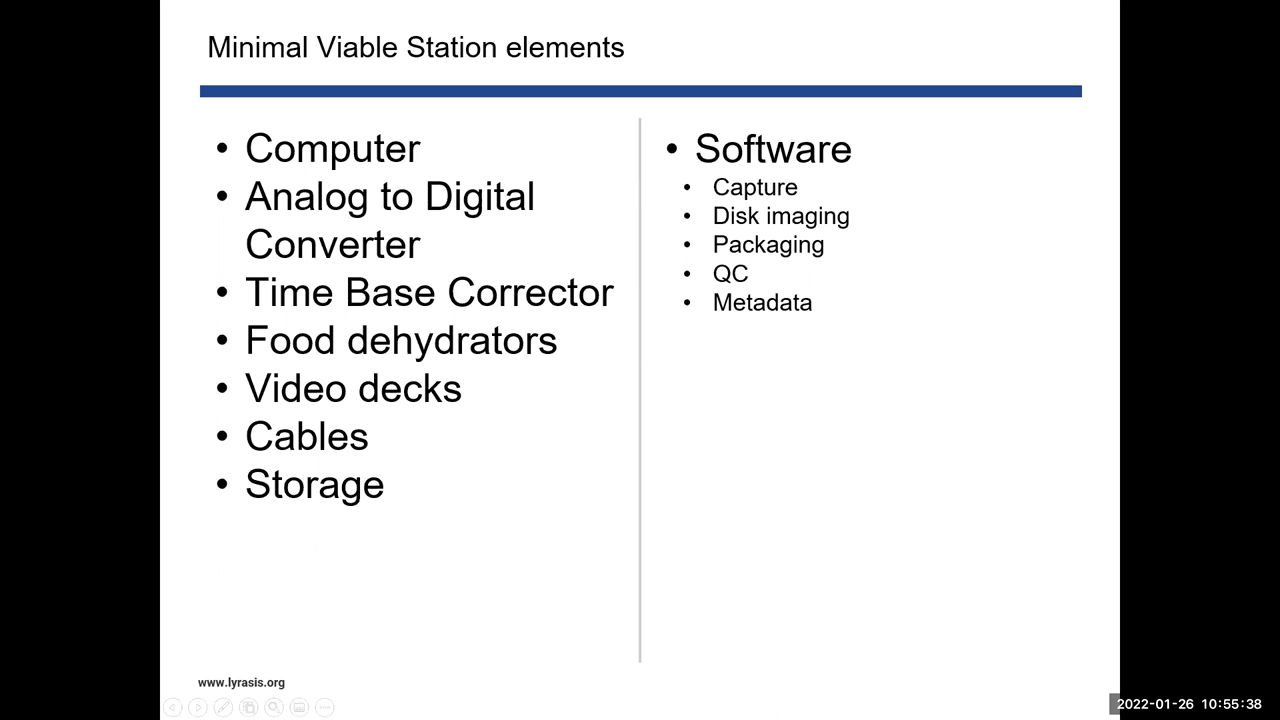 Minimal Viable Station elements
• Computer
• Analog to Digital
Converter
• Time Base Corrector
• Food dehydrators
• Video decks
• Cables
• Storage
• Software
• Capture
• Disk imaging
• Packaging
• QC
• Metadata
www.lyrasis.org
2022-01-26 10:55:38